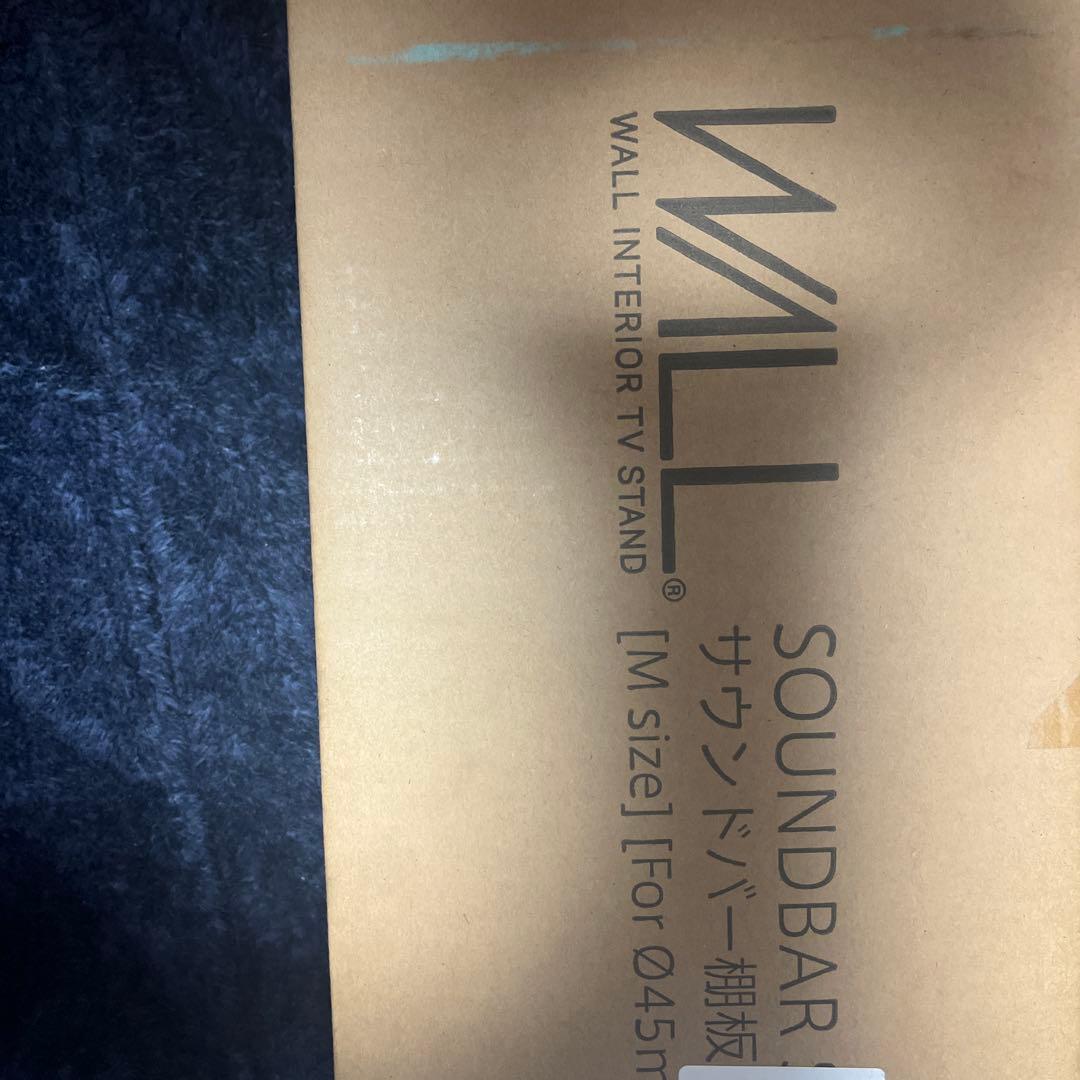 WALL®
WALL INTERIOR TV STAND
SOUNDBAR
サウンドバー棚板
[M size] [For Ø45m